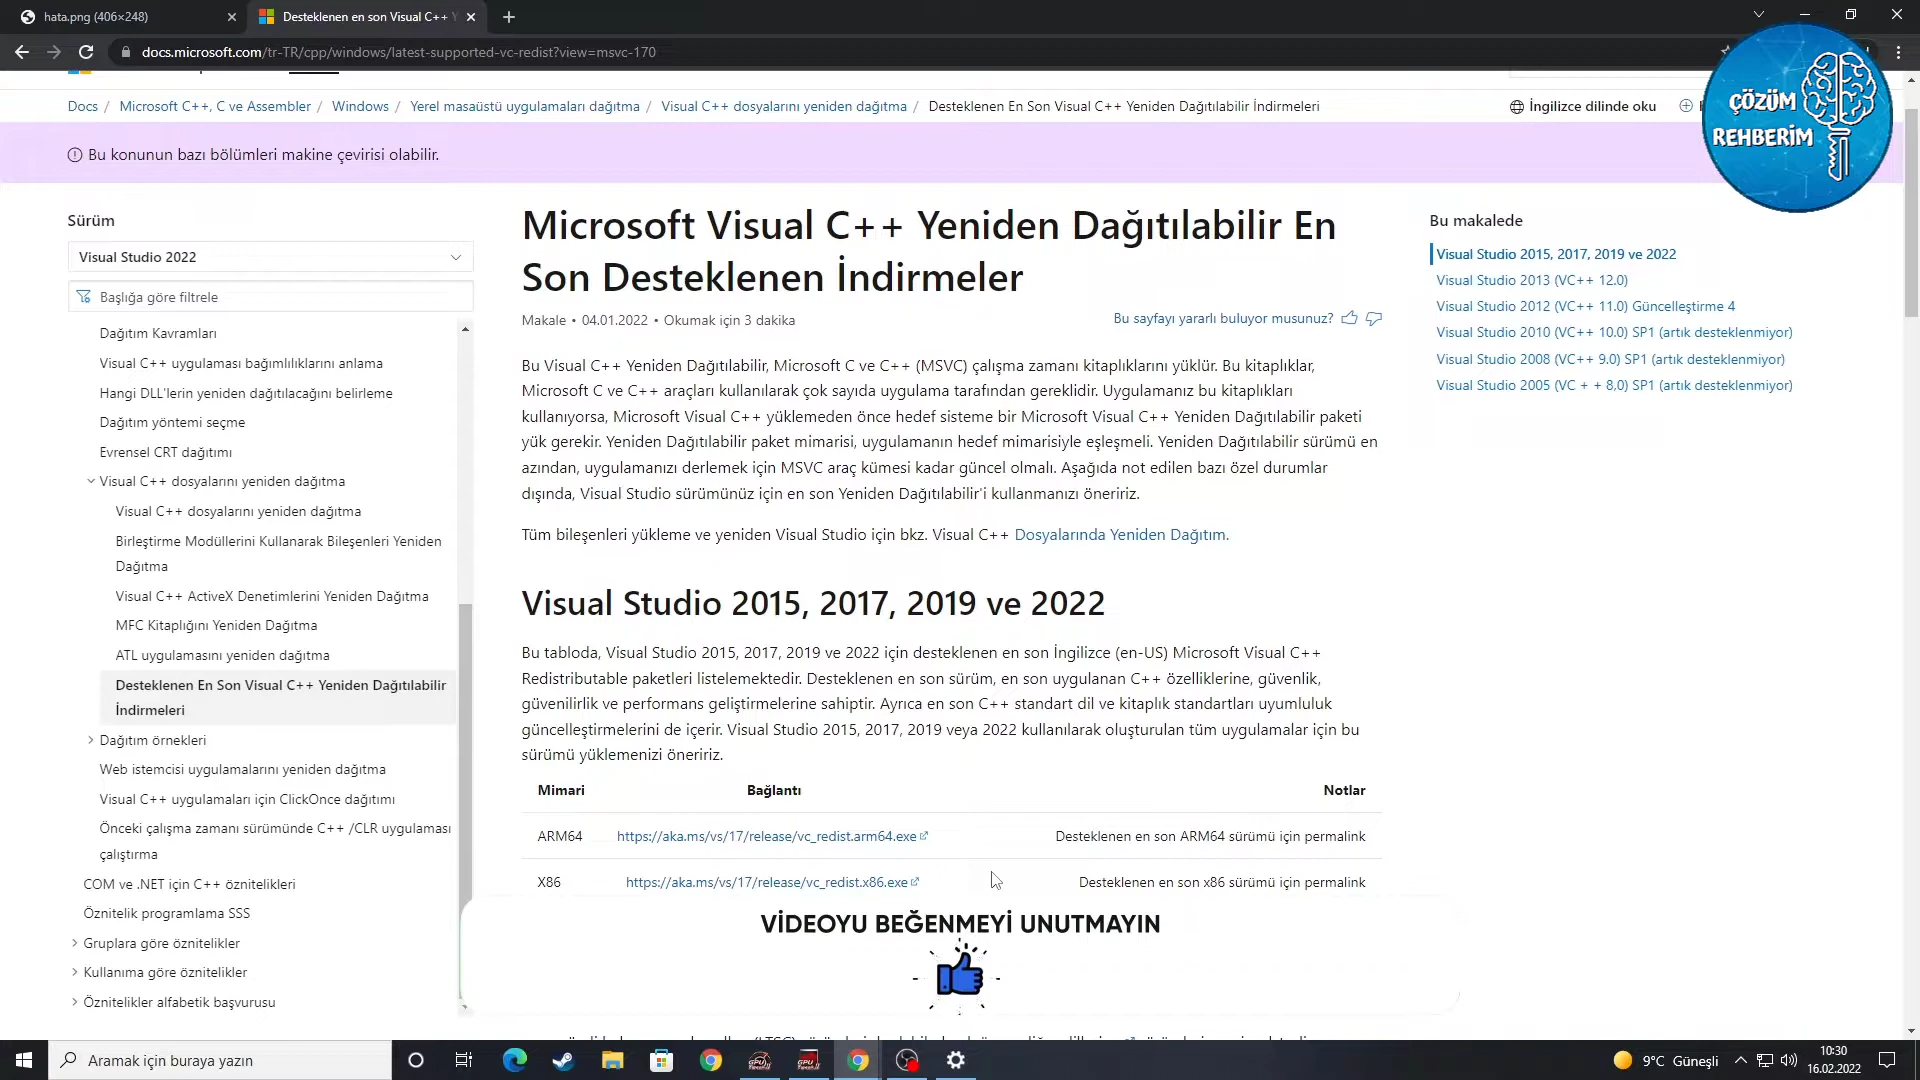 hata.png (406×248)
Desteklenen en son Visual C++ Y
docs.microsoft.com/tr-TR/cpp/windows/latest-supported-vc-redist?view=msvc-170
Docs / Microsoft C++, C ve Assembler / Windows / Yerel masaüstü uygulamaları dağıtma / Visual C++ dosyalarını yeniden dağıtma / Desteklenen En Son Visual C++ Yeniden Dağıtılabilir İndirmeleri
İngilizce dilinde oku
ÇÖZÜM
REHBERİM
Bu konunun bazı bölümleri makine çevirisi olabilir.
Sürüm
Visual Studio 2022
Başlığa göre filtrele
Dağıtım Kavramları
Visual C++ uygulaması bağımlılıklarını anlama
Hangi DLL'lerin yeniden dağıtılacağını belirleme
Dağıtım yöntemi seçme
Evrensel CRT dağıtımı
Visual C++ dosyalarını yeniden dağıtma
Visual C++ dosyalarını yeniden dağıtma
Birleştirme Modüllerini Kullanarak Bileşenleri Yeniden
Dağıtma
Visual C++ ActiveX Denetimlerini Yeniden Dağıtma
MFC Kitaplığını Yeniden Dağıtma
ATL uygulamasını yeniden dağıtma
Desteklenen En Son Visual C++ Yeniden Dağıtılabilir
İndirmeleri
Dağıtım örnekleri
Web istemcisi uygulamalarını yeniden dağıtma
Visual C++ uygulamaları için ClickOnce dağıtımı
Önceki çalışma zamanı sürümünde C++ /CLR uygulaması
çalıştırma
COM ve .NET için C++ öznitelikleri
Öznitelik programlama SSS
Gruplara göre öznitelikler
Kullanıma göre öznitelikler
Öznitelikler alfabetik başvurusu
Microsoft Visual C++ Yeniden Dağıtılabilir En
Son Desteklenen İndirmeler
Makale • 04.01.2022 • Okumak için 3 dakika
Bu sayfayı yararlı buluyor musunuz?
Bu Visual C++ Yeniden Dağıtılabilir, Microsoft C ve C++ (MSVC) çalışma zamanı kitaplıklarını yüklür. Bu kitaplıklar,
Microsoft C ve C++ araçları kullanılarak çok sayıda uygulama tarafından gereklidir. Uygulamanız bu kitaplıkları
kullanıyorsa, Microsoft Visual C++ yüklemeden önce hedef sisteme bir Microsoft Visual C++ Yeniden Dağıtılabilir paketi
yük gerekir. Yeniden Dağıtılabilir paket mimarisi, uygulamanın hedef mimarisiyle eşleşmeli. Yeniden Dağıtılabilir sürümü en
azından, uygulamanızı derlemek için MSVC araç kümesi kadar güncel olmalı. Aşağıda not edilen bazı özel durumlar
dışında, Visual Studio sürümünüz için en son Yeniden Dağıtılabilir'i kullanmanızı öneririz.
Tüm bileşenleri yükleme ve yeniden Visual Studio için bkz. Visual C++ Dosyalarında Yeniden Dağıtım.
Visual Studio 2015, 2017, 2019 ve 2022
Bu tabloda, Visual Studio 2015, 2017, 2019 ve 2022 için desteklenen en son İngilizce (en-US) Microsoft Visual C++
Redistributable paketleri listelemektedir. Desteklenen en son sürüm, en son uygulanan C++ özelliklerine, güvenlik,
güvenilirlik ve performans geliştirmelerine sahiptir. Ayrıca en son C++ standart dil ve kitaplık standartları uyumluluk
güncelleştirmelerini de içerir. Visual Studio 2015, 2017, 2019 veya 2022 kullanılarak oluşturulan tüm uygulamalar için bu
sürümü yüklemenizi öneririz.
Mimari Bağlantı Notlar
ARM64 https://aka.ms/vs/17/release/vc_redist.arm64.exe Desteklenen en son ARM64 sürümü için permalink
X86 https://aka.ms/vs/17/release/vc_redist.x86.exe Desteklenen en son x86 sürümü için permalink
Bu makalede
Visual Studio 2015, 2017, 2019 ve 2022
Visual Studio 2013 (VC++ 12.0)
Visual Studio 2012 (VC++ 11.0) Güncelleştirme 4
Visual Studio 2010 (VC++ 10.0) SP1 (artık desteklenmiyor)
Visual Studio 2008 (VC++ 9.0) SP1 (artık desteklenmiyor)
Visual Studio 2005 (VC + + 8,0) SP1 (artık desteklenmiyor)
VİDEOYU BEĞENMEYİ UNUTMAYIN
Aramak için buraya yazın
9°C Güneşli
10:30
16.02.2022